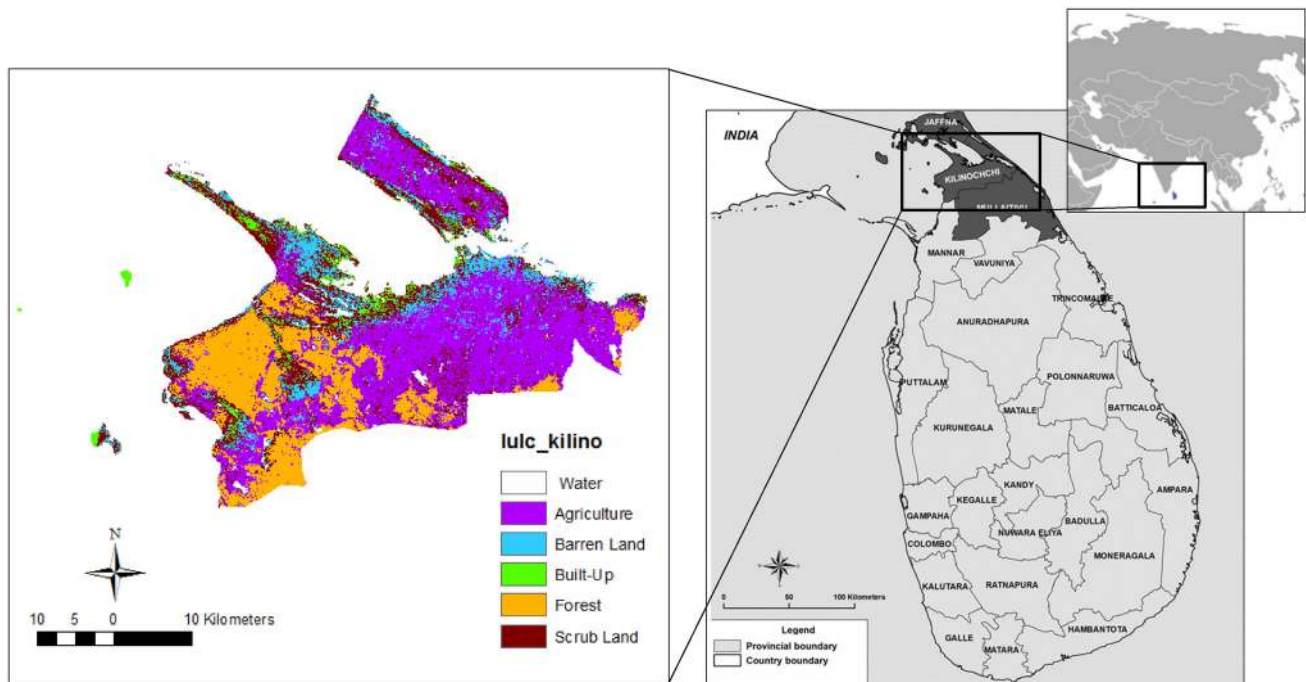 lulc_kilino
Water
Agriculture
Barren Land
Built-Up
Forest
Scrub Land
N
10 5 0 10 Kilometers
INDIA
JAFFNA
KILINOCHCHI
MULLAITIVU
MANNAR
VAVUNIYA
TRINCOMALEE
ANURADHAPURA
PUTTALAM
POLONNARUWA
MATALE
BATTICALOA
KURUNEGALA
KANDY
AMPARA
KEGALLE
GAMPAHA
BADULLA
NUWARA ELIYA
COLOMBO
MONERAGALA
KALUTARA
RATNAPURA
HAMBANTOTA
GALLE
MATARA
0 50 100 Kilometers
Legend
Provincial boundary
Country boundary